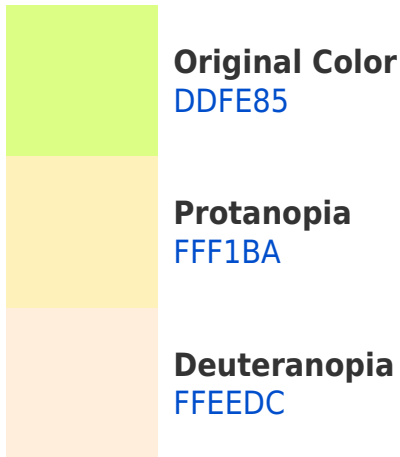 Original Color
DDFE85
Protanopia
FFF1BA
Deuteranopia
FFEEDC